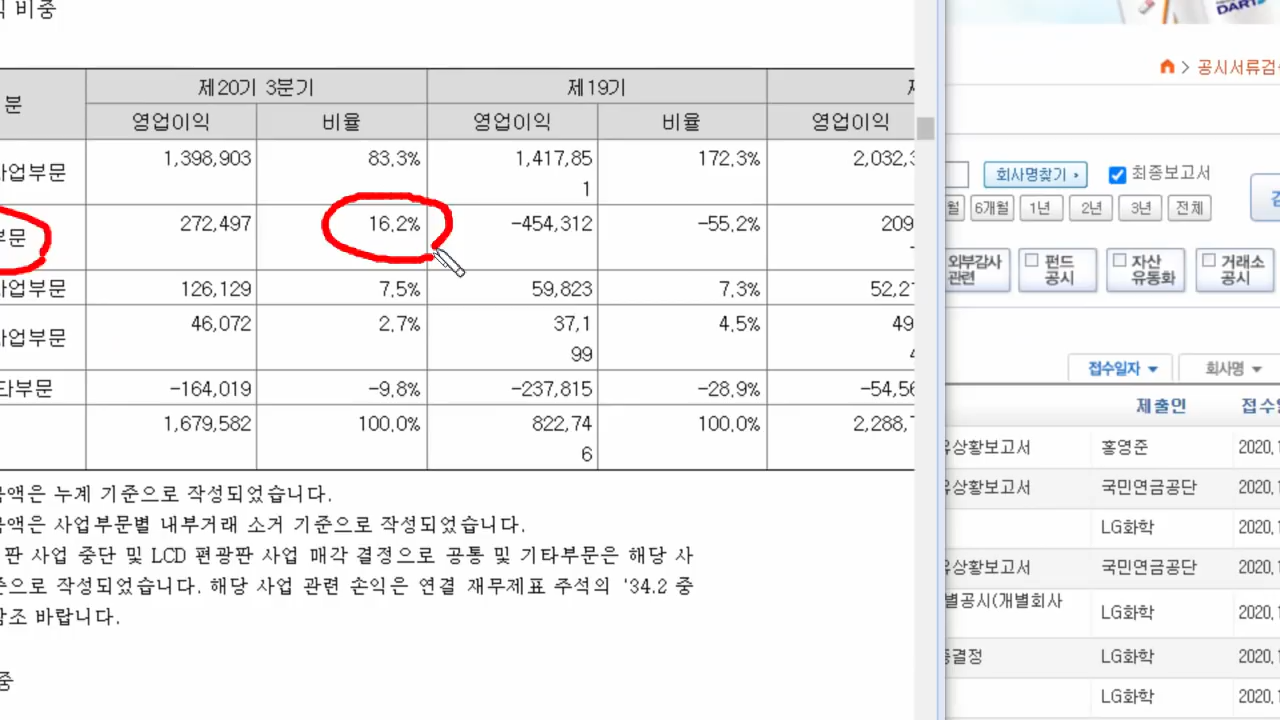 비중
분
제20기 3분기
제19기
영업이익
비율
영업이익
비율
영업이익
사업부문
1,398,903
83.3%
1,417,85
1
172.3%
2,032,3
부문
272,497
16.2%
-454,312
-55.2%
209
사업부문
126,129
7.5%
59,823
7.3%
52,2
사업부문
46,072
2.7%
37,1
99
4.5%
49
타부문
-164,019
-9.8%
-237,815
-28.9%
-54,56
1,679,582
100.0%
822,74
6
100.0%
2,288,
금액은 누계 기준으로 작성되었습니다.
금액은 사업부문별 내부거래 소거 기준으로 작성되었습니다.
판 사업 중단 및 LCD 편광판 사업 매각 결정으로 공통 및 기타부문은 해당 사
준으로 작성되었습니다. 해당 사업 관련 손익은 연결 재무제표 주석의 '34.2 중
참조 바랍니다.
중
DART
> 공시서류검
회사명찾기
최종보고서
월
6개월
1년
2년
3년
전체
외부감사
관련
펀드
공시
자산
유동화
거래소
공시
접수일자
회사명
제출인
접수일
유상황보고서
홍영준
2020.1
유상황보고서
국민연금공단
2020.1
LG화학
2020.1
유상황보고서
국민연금공단
2020.1
별공시(개별회사
LG화학
2020.1
결정
LG화학
2020.1
LG화학
2020.1